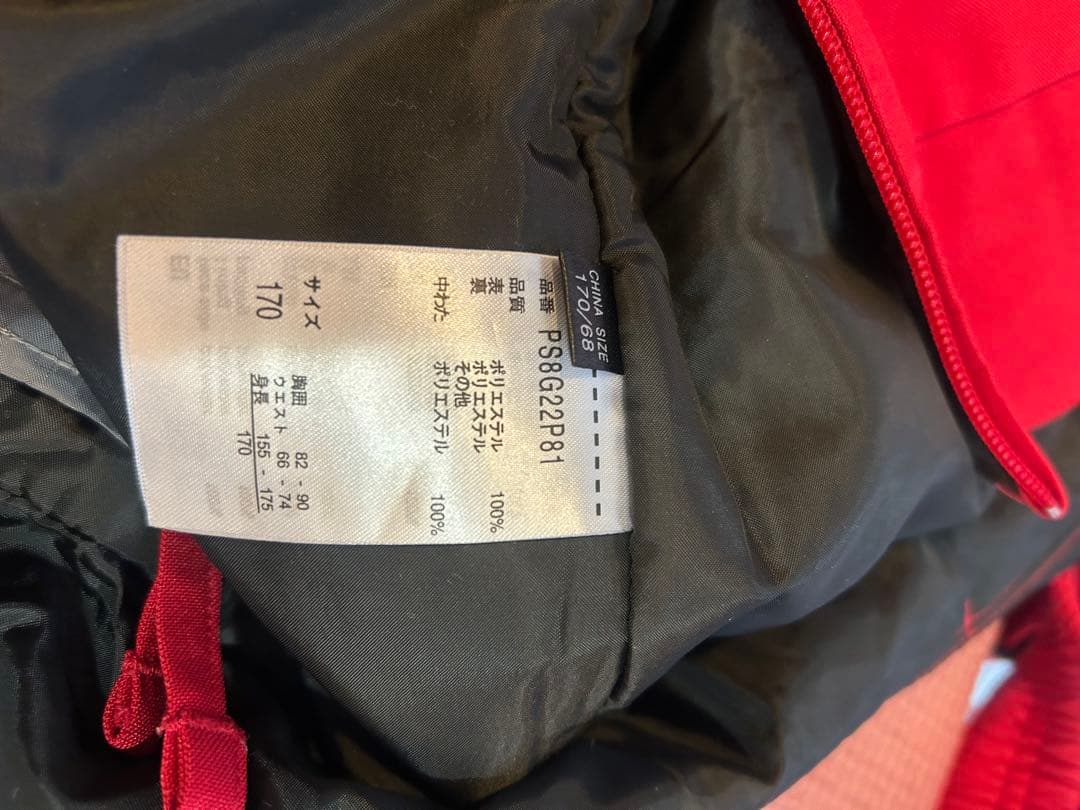 CHINA SIZE
170/68
品番 PS8G22P81
品質
表 ポリエステル 100%
裏 ポリエステル
その他
中わた ポリエステル 100%
サイズ
170
胸囲 82 - 90
ウエスト 66 - 74
身長 155 - 175
170